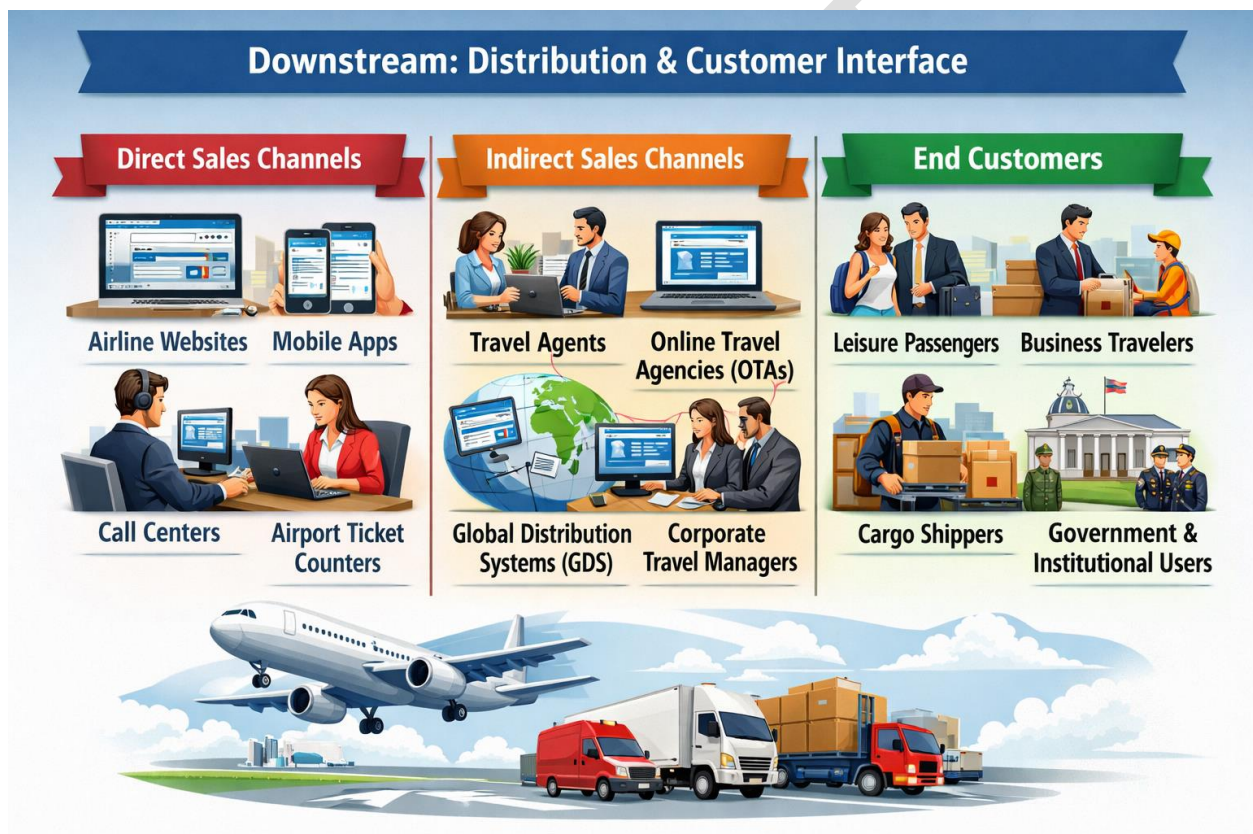 Downstream: Distribution & Customer Interface
Direct Sales Channels
Airline Websites
Mobile Apps
Call Centers
Airport Ticket
Counters
Indirect Sales Channels
Travel Agents
Online Travel
Agencies (OTAs)
Global Distribution
Systems (GDS)
Corporate
Travel Managers
End Customers
Leisure Passengers
Business Travelers
Cargo Shippers
Government &
Institutional Users